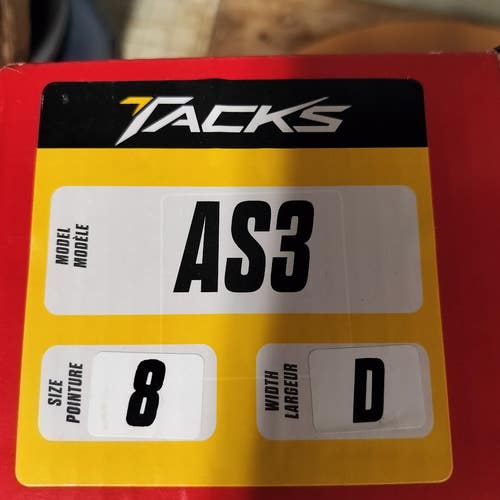 TACKS
MODEL
MODÈLE
AS3
SIZE
POINTURE
8
WIDTH
LARGEUR
D